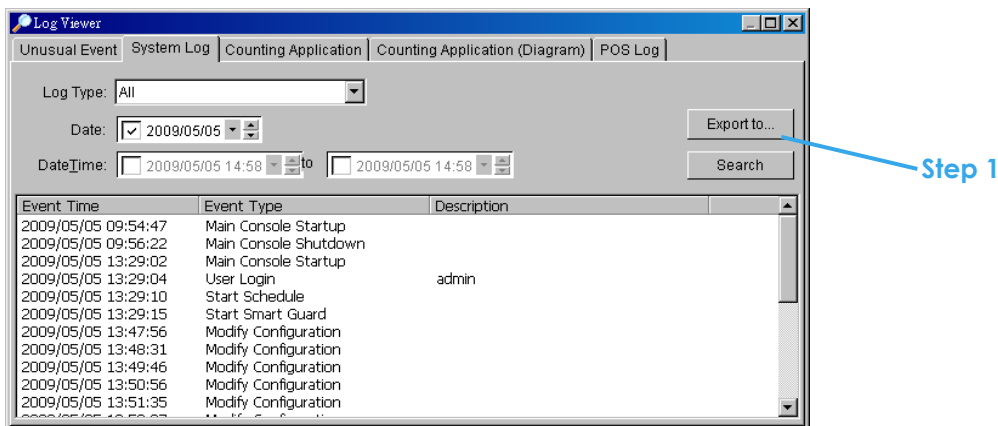 Log Viewer
Unusual Event System Log Counting Application Counting Application (Diagram) POS Log
Log Type: All
Date: 2009/05/05 Export to...
DateTime: 2009/05/05 14:58 to 2009/05/05 14:58 Search
Step 1
Event Time Event Type Description
2009/05/05 09:54:47 Main Console Startup
2009/05/05 09:56:22 Main Console Shutdown
2009/05/05 13:29:02 Main Console Startup
2009/05/05 13:29:04 User Login admin
2009/05/05 13:29:10 Start Schedule
2009/05/05 13:29:15 Start Smart Guard
2009/05/05 13:47:56 Modify Configuration
2009/05/05 13:48:31 Modify Configuration
2009/05/05 13:49:46 Modify Configuration
2009/05/05 13:50:56 Modify Configuration
2009/05/05 13:51:35 Modify Configuration